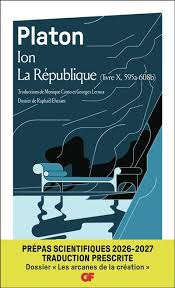 Platon
Ion
La République (livre X, 595a-608b)
Traductions de Monique Canto et Georges Leroux
Dossier de Raphaël Ehrsam
PRÉPAS SCIENTIFIQUES 2026-2027
TRADUCTION PRESCRITE
Dossier « Les arcanes de la création »
GF